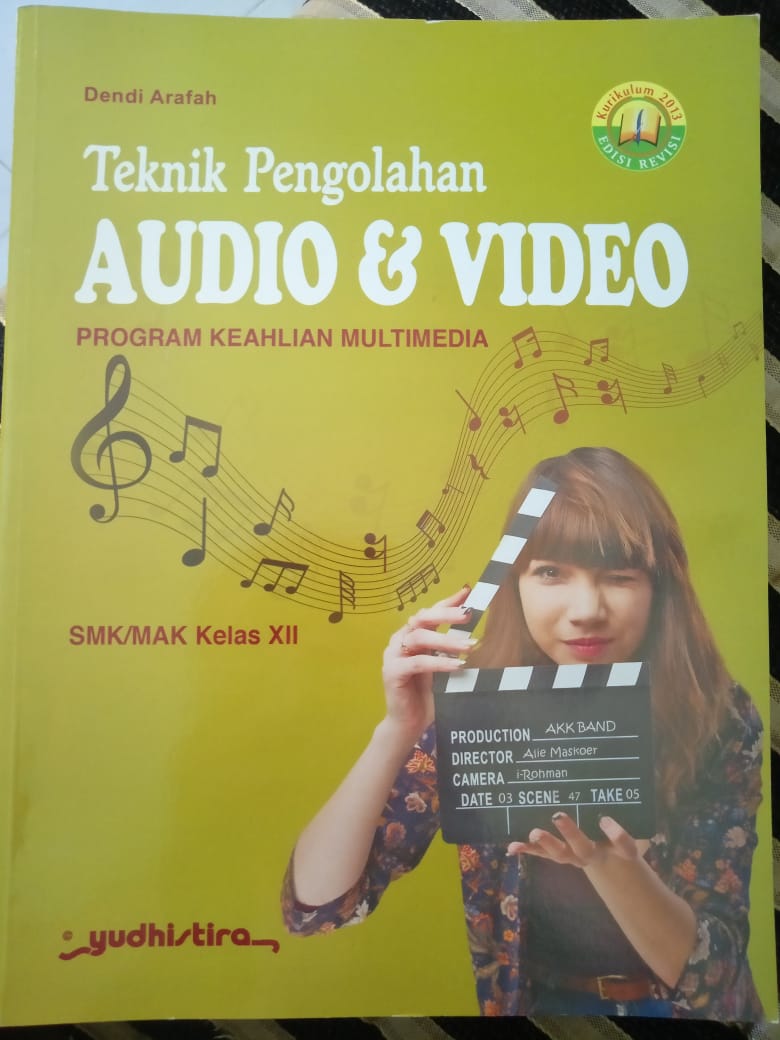 Dendi Arafah
Kurikulum 2013
EDISI REVISI
Teknik Pengolahan
AUDIO & VIDEO
PROGRAM KEAHLIAN MULTIMEDIA
SMK/MAK Kelas XII
PRODUCTION AKK BAND
DIRECTOR Ajie Maskoer
CAMERA i-Rohman
DATE 03 SCENE 47 TAKE 05
yudhistira